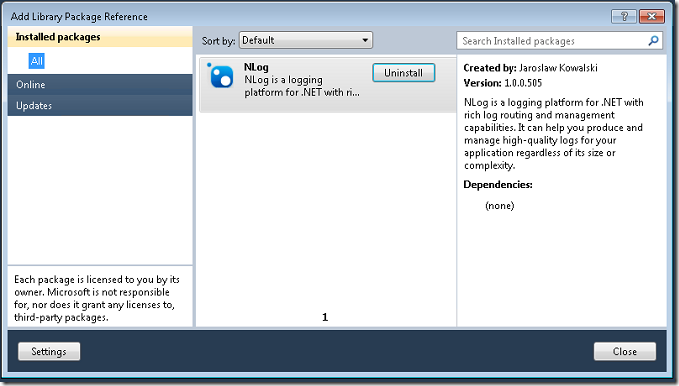 Add Library Package Reference
Installed packages
All
Online
Updates
Each package is licensed to you by its
owner. Microsoft is not responsible
for, nor does it grant any licenses to,
third-party packages.
Sort by: Default
NLog
NLog is a logging
platform for .NET with ri...
Uninstall
1
Search Installed packages
Created by: Jaroslaw Kowalski
Version: 1.0.0.505
NLog is a logging platform for .NET with
rich log routing and management
capabilities. It can help you produce and
manage high-quality logs for your
application regardless of its size or
complexity.
Dependencies:
(none)
Settings
Close